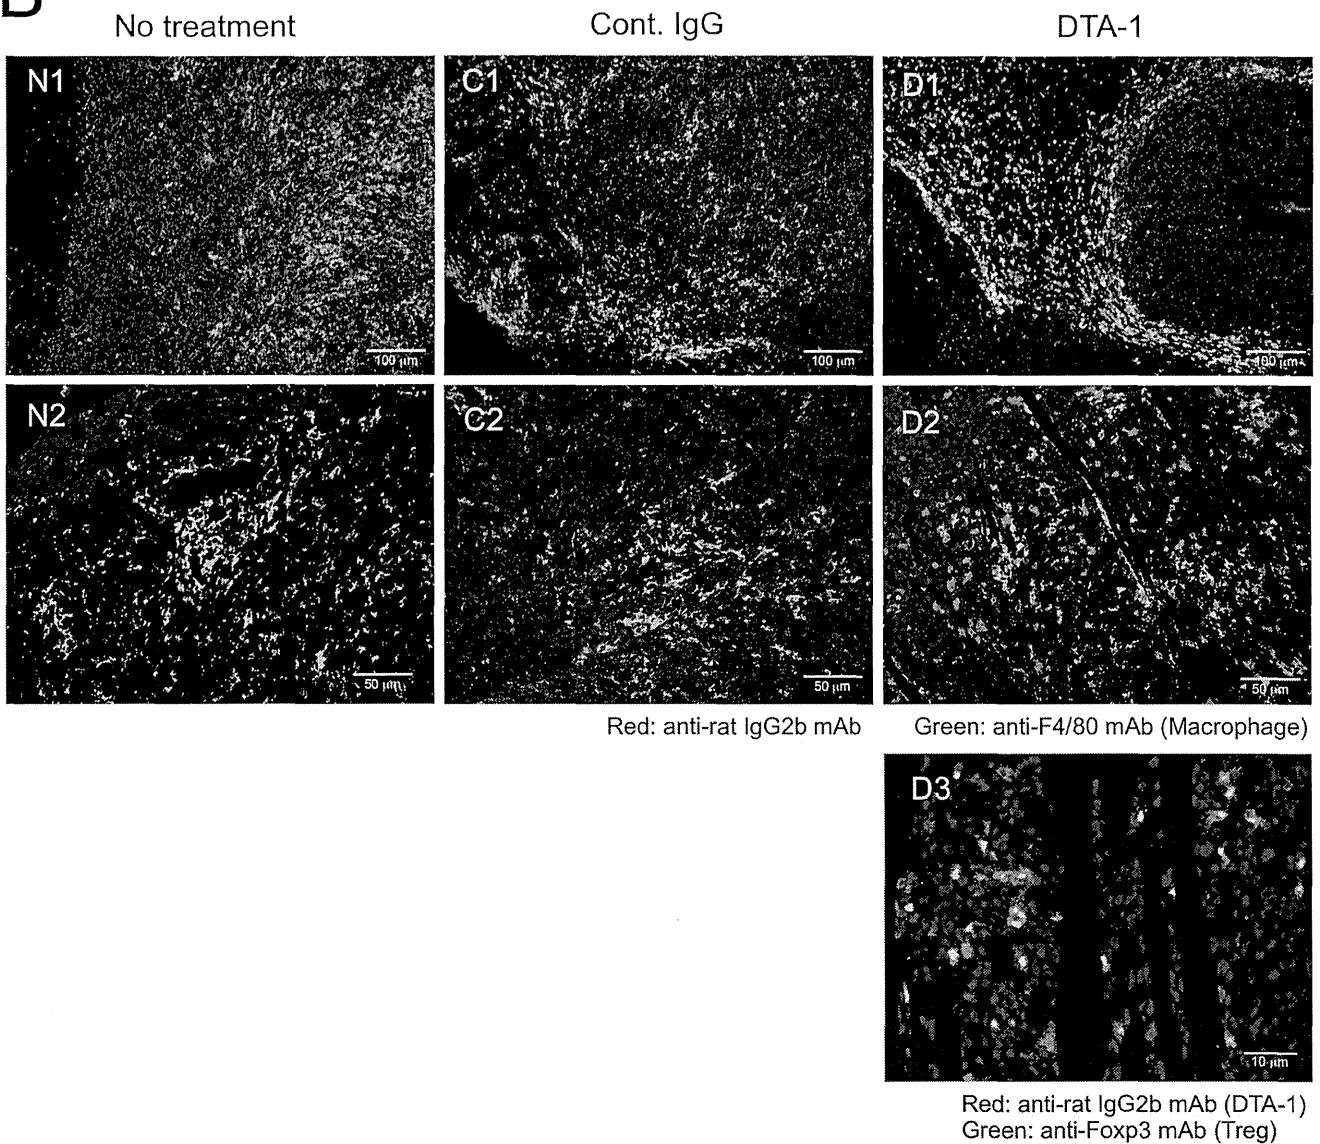 B
No treatment
Cont. IgG
DTA-1
N1
C1
D1
100 μm
100 μm
100 μm
N2
C2
D2
50 μm
50 μm
50 μm
Red: anti-rat IgG2b mAb
Green: anti-F4/80 mAb (Macrophage)
D3
10 μm
Red: anti-rat IgG2b mAb (DTA-1)
Green: anti-Foxp3 mAb (Treg)